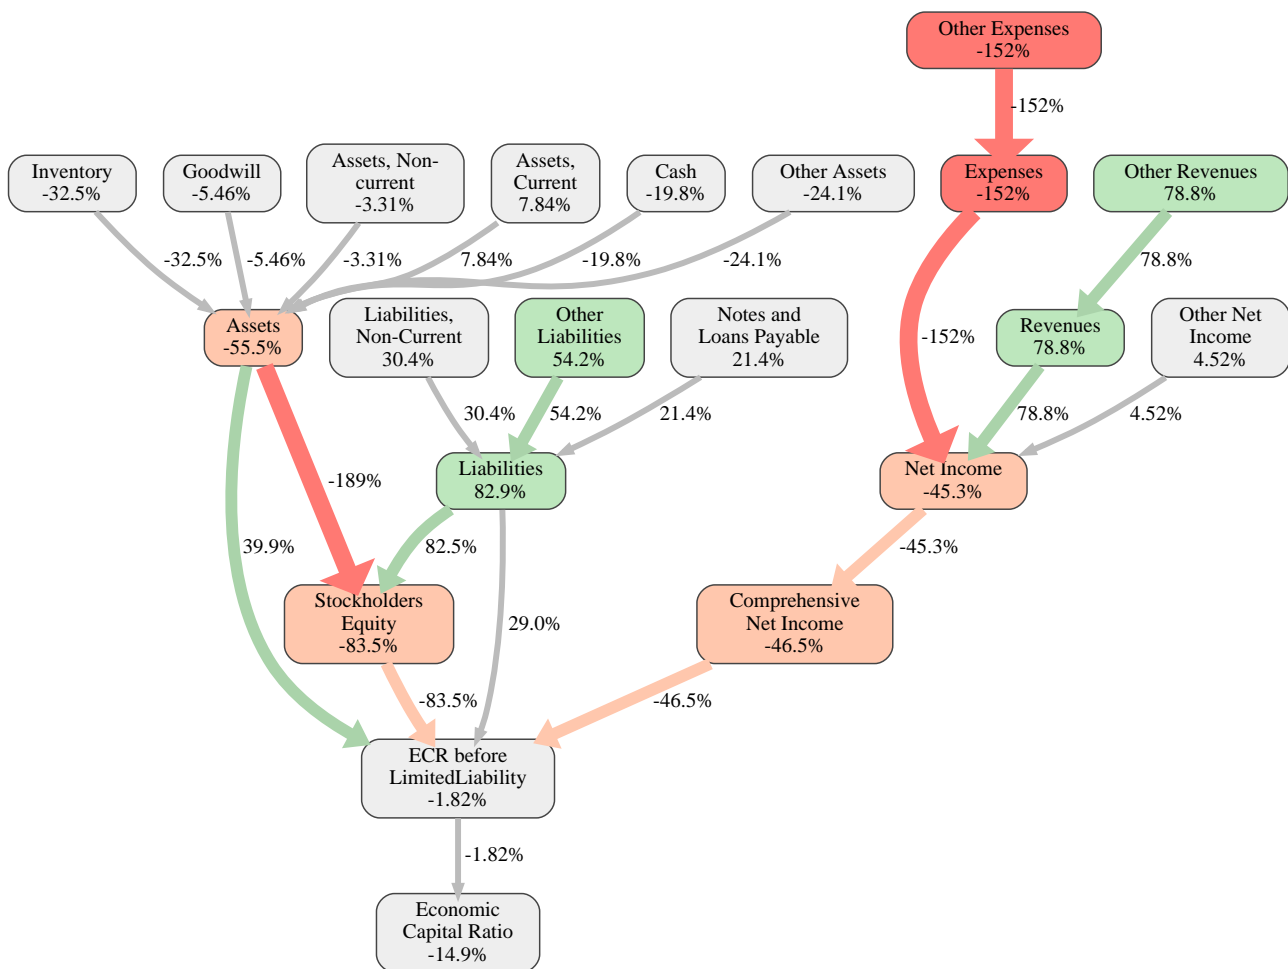 Other Expenses
-152%
-152%
Inventory
-32.5%
Goodwill
-5.46%
Assets, Non-
current
-3.31%
Assets,
Current
7.84%
Cash
-19.8%
Other Assets
-24.1%
Expenses
-152%
Other Revenues
78.8%
-32.5%
-5.46%
-3.31%
7.84%
-19.8%
-24.1%
78.8%
Assets
-55.5%
Liabilities,
Non-Current
30.4%
Other
Liabilities
54.2%
Notes and
Loans Payable
21.4%
-152%
Revenues
78.8%
Other Net
Income
4.52%
30.4%
54.2%
21.4%
78.8%
4.52%
-189%
Liabilities
82.9%
Net Income
-45.3%
39.9%
82.5%
-45.3%
Stockholders
Equity
-83.5%
29.0%
Comprehensive
Net Income
-46.5%
-83.5%
-46.5%
ECR before
LimitedLiability
-1.82%
-1.82%
Economic
Capital Ratio
-14.9%